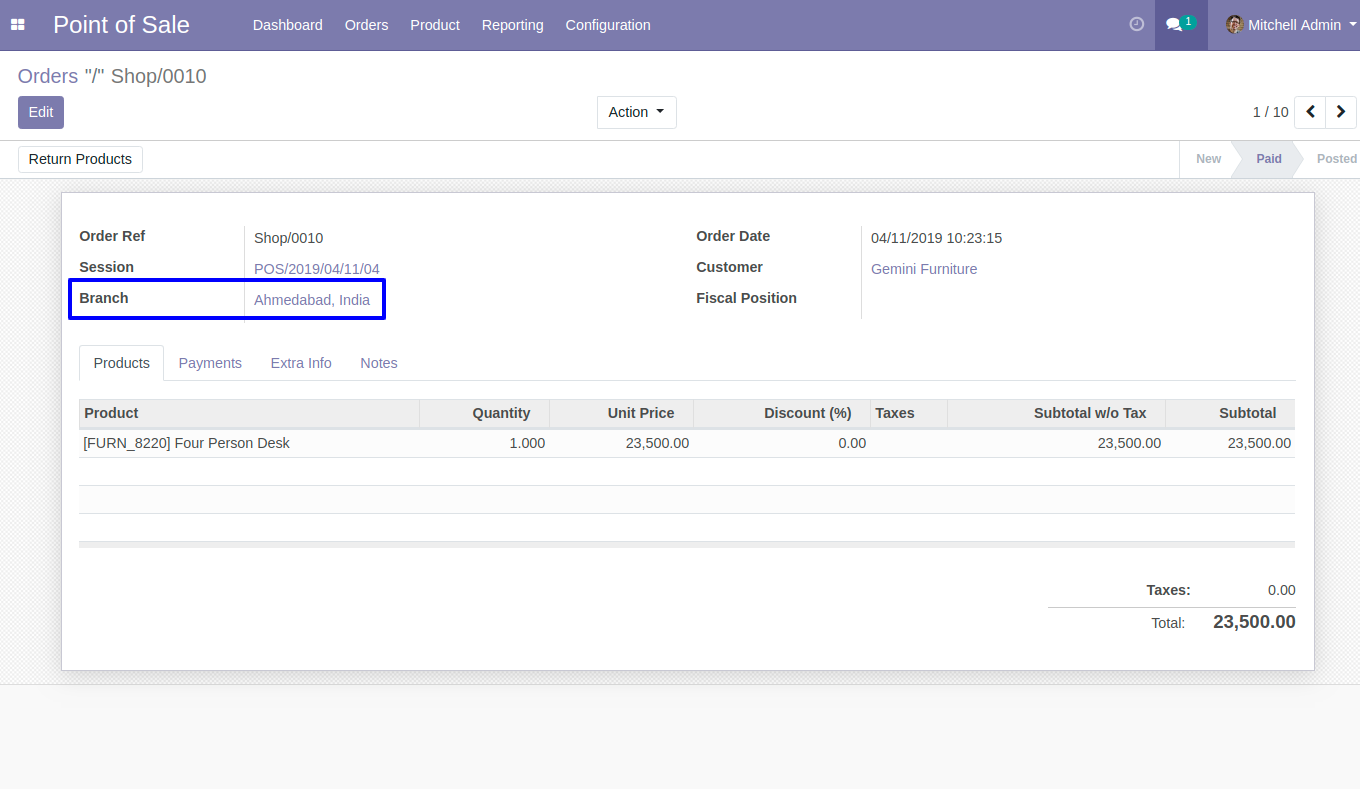 Point of Sale Dashboard Orders Product Reporting Configuration 1 Mitchell Admin
Orders "/" Shop/0010
Edit Action 1 / 10
Return Products New Paid Posted
Order Ref Shop/0010 Order Date 04/11/2019 10:23:15
Session POS/2019/04/11/04 Customer Gemini Furniture
Branch Ahmedabad, India Fiscal Position
Products Payments Extra Info Notes
Product Quantity Unit Price Discount (%) Taxes Subtotal w/o Tax Subtotal
[FURN_8220] Four Person Desk 1.000 23,500.00 0.00 23,500.00 23,500.00
Taxes: 0.00
Total: 23,500.00